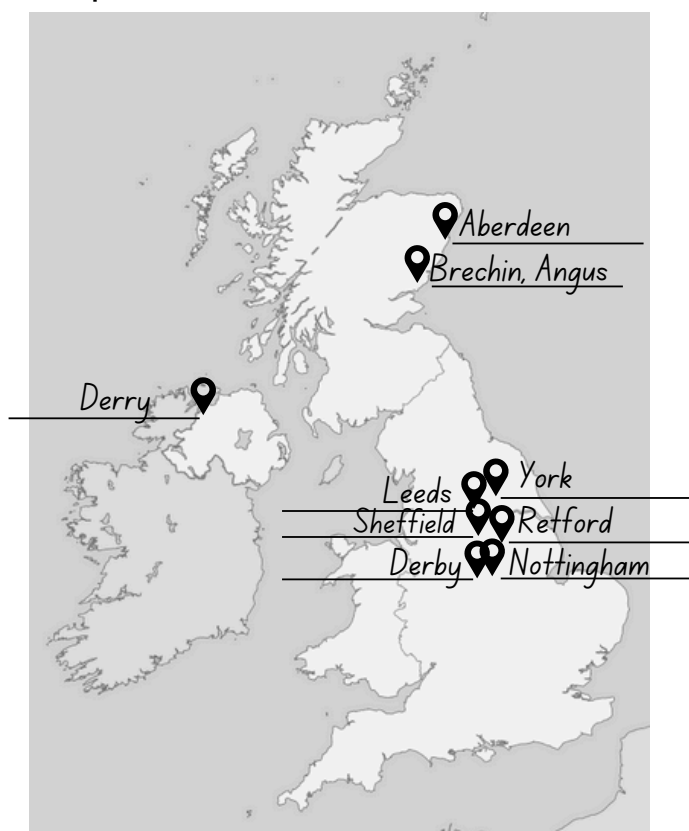 Aberdeen
Brechin, Angus
Derry
York
Leeds
Sheffield
Retford
Derby
Nottingham